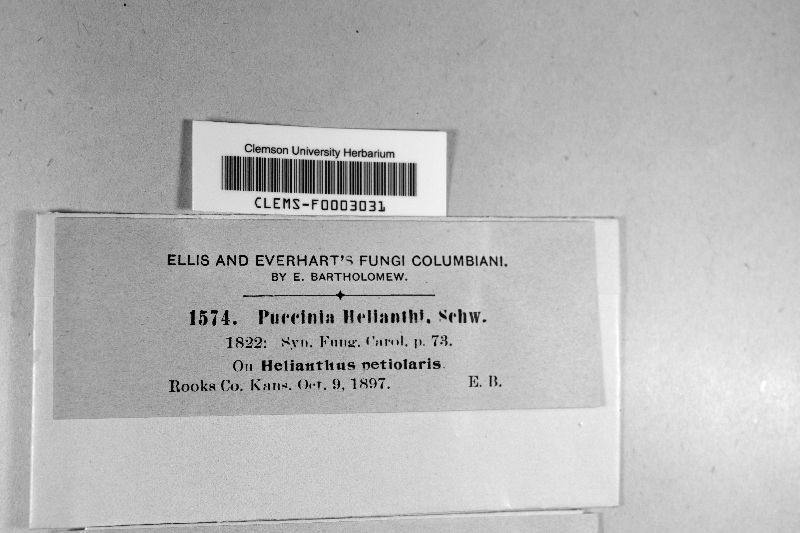 Clemson University Herbarium
CLEMS-F0003031
ELLIS AND EVERHART'S FUNGI COLUMBIANI.
BY E. BARTHOLOMEW.
1574. Puccinia Helianthi, Schw.
1822: Syn. Fung. Carol. p. 73.
On Helianthus petiolaris.
Rooks Co. Kans. Oct. 9, 1897. E. B.